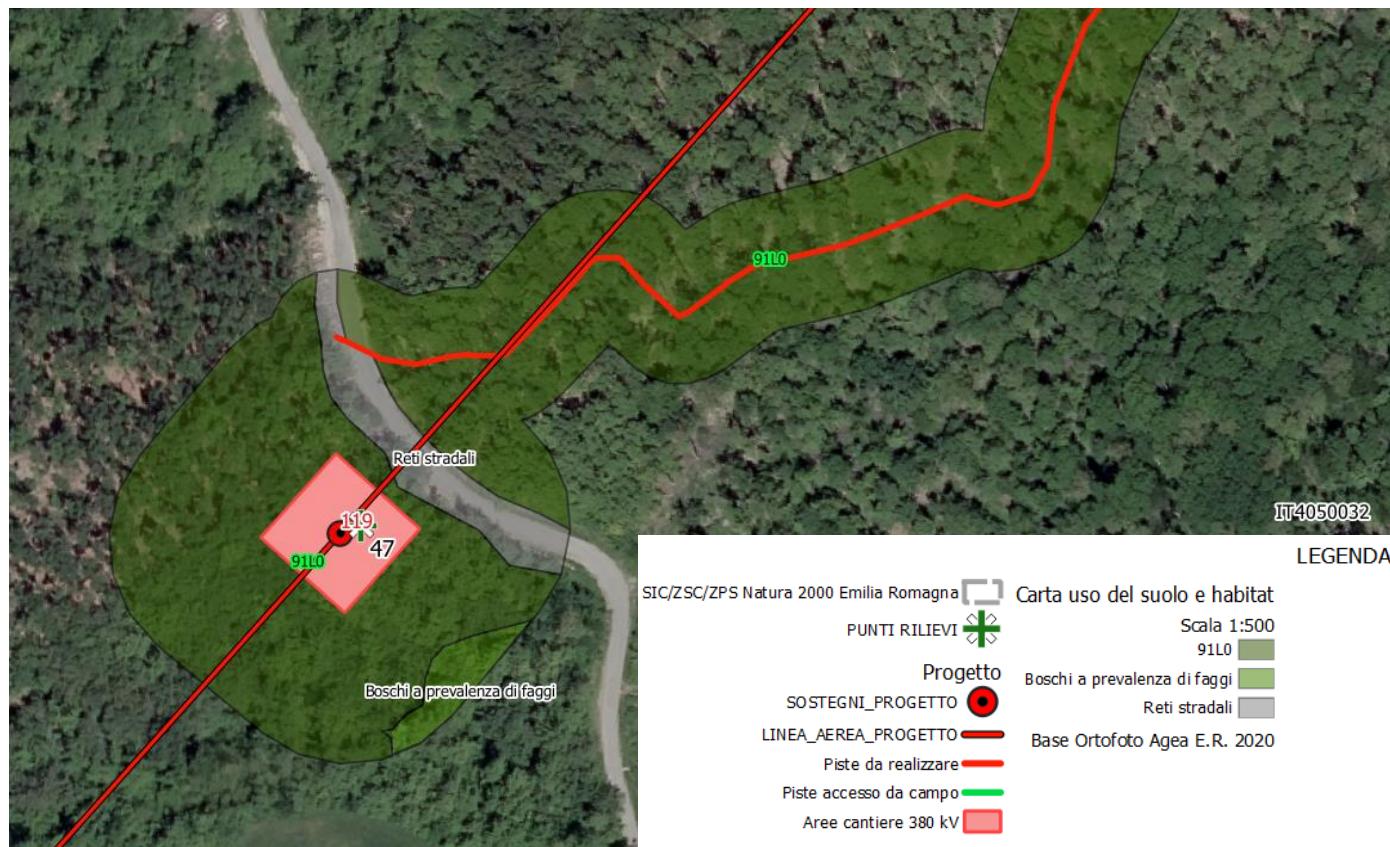 91L0
Reti stradali
119
47
91L0
Boschi a prevalenza di faggi
IT4050032
LEGENDA
SIC/ZSC/ZPS Natura 2000 Emilia Romagna
PUNTI RILIEVI
Progetto
SOSTEGNI_PROGETTO
LINEA_AEREA_PROGETTO
Piste da realizzare
Piste accesso da campo
Aree cantiere 380 kV
Carta uso del suolo e habitat
Scala 1:500
91L0
Boschi a prevalenza di faggi
Reti stradali
Base Ortofoto Agea E.R. 2020